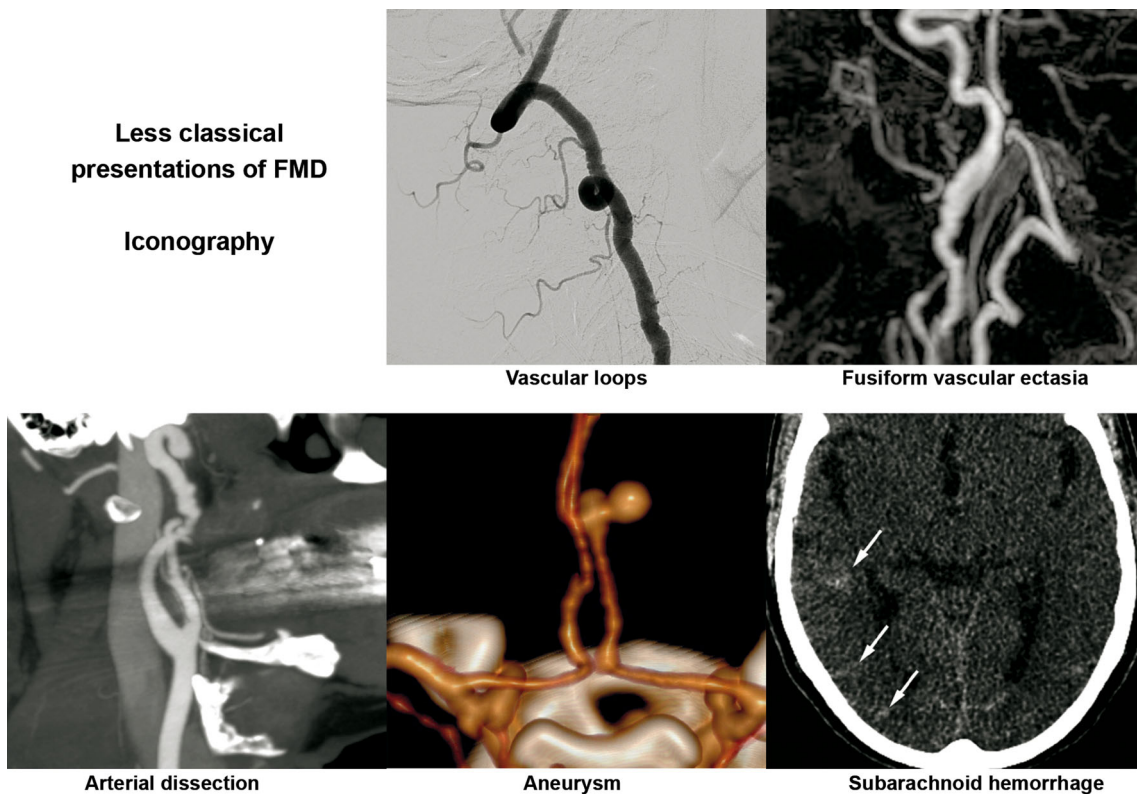 Less classical
presentations of FMD
Iconography
Vascular loops
Fusiform vascular ectasia
Arterial dissection
Aneurysm
Subarachnoid hemorrhage